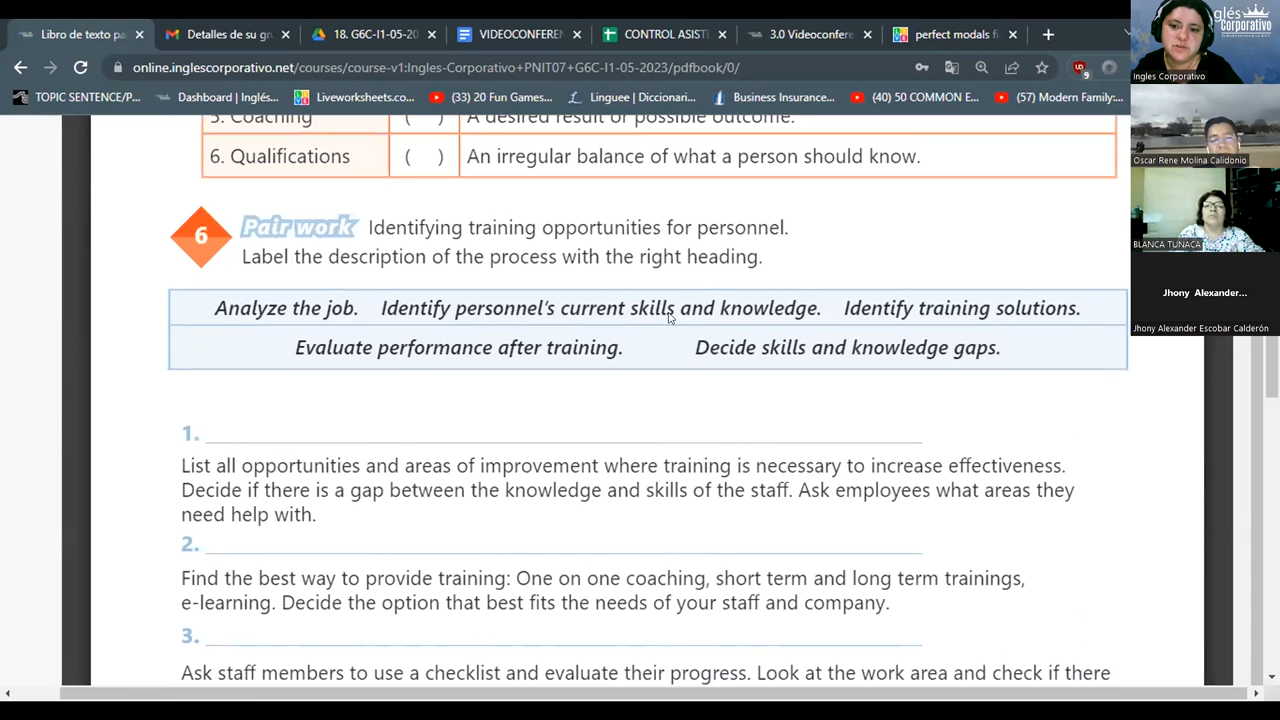 Libro de texto pa
Detalles de su gr
18. G6C-I1-05-20
VIDEOCONFEREN
CONTROL ASISTI
3.0 Videoconfere
perfect modals fi
online.inglescorporativo.net/courses/course-v1:Ingles-Corporativo+PNIT07+G6C-I1-05-2023/pdfbook/0/
9
TOPIC SENTENCE/P...
Dashboard | Inglés...
Liveworksheets.co...
(33) 20 Fun Games...
Linguee | Diccionari...
Business Insurance...
(40) 50 COMMON E...
(57) Modern Family:...
glés
Corporativo
Ingles Corporativo
Oscar Rene Molina Calidonio
BLANCA TUNACA
Jhony Alexander...
Jhony Alexander Escobar Calderón
5. Coaching ( ) A desired result or possible outcome.
6. Qualifications ( ) An irregular balance of what a person should know.
6 Pair work Identifying training opportunities for personnel.
Label the description of the process with the right heading.
Analyze the job. Identify personnel's current skills and knowledge. Identify training solutions.
Evaluate performance after training. Decide skills and knowledge gaps.
1.
List all opportunities and areas of improvement where training is necessary to increase effectiveness.
Decide if there is a gap between the knowledge and skills of the staff. Ask employees what areas they
need help with.
2.
Find the best way to provide training: One on one coaching, short term and long term trainings,
e-learning. Decide the option that best fits the needs of your staff and company.
3.
Ask staff members to use a checklist and evaluate their progress. Look at the work area and check if there